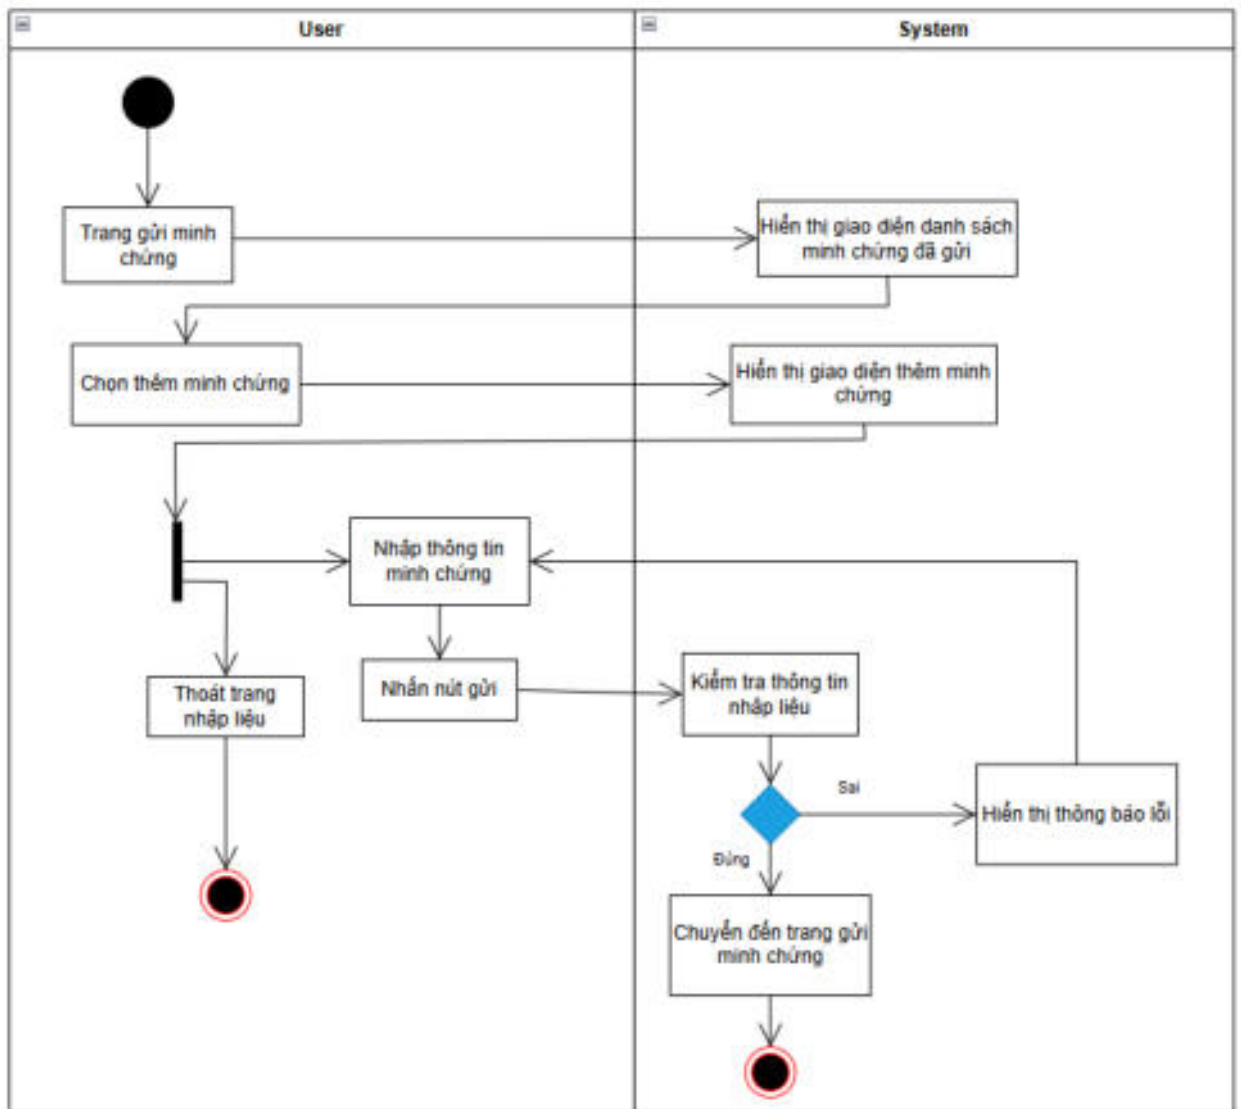 User
System
Trang gửi minh
chứng
Hiển thị giao diện danh sách
minh chứng đã gửi
Chọn thêm minh chứng
Hiển thị giao diện thêm minh
chứng
Nhập thông tin
minh chứng
Thoát trang
nhập liệu
Nhấn nút gửi
Kiểm tra thông tin
nhập liệu
Sai
Hiển thị thông báo lỗi
Đúng
Chuyển đến trang gửi
minh chứng